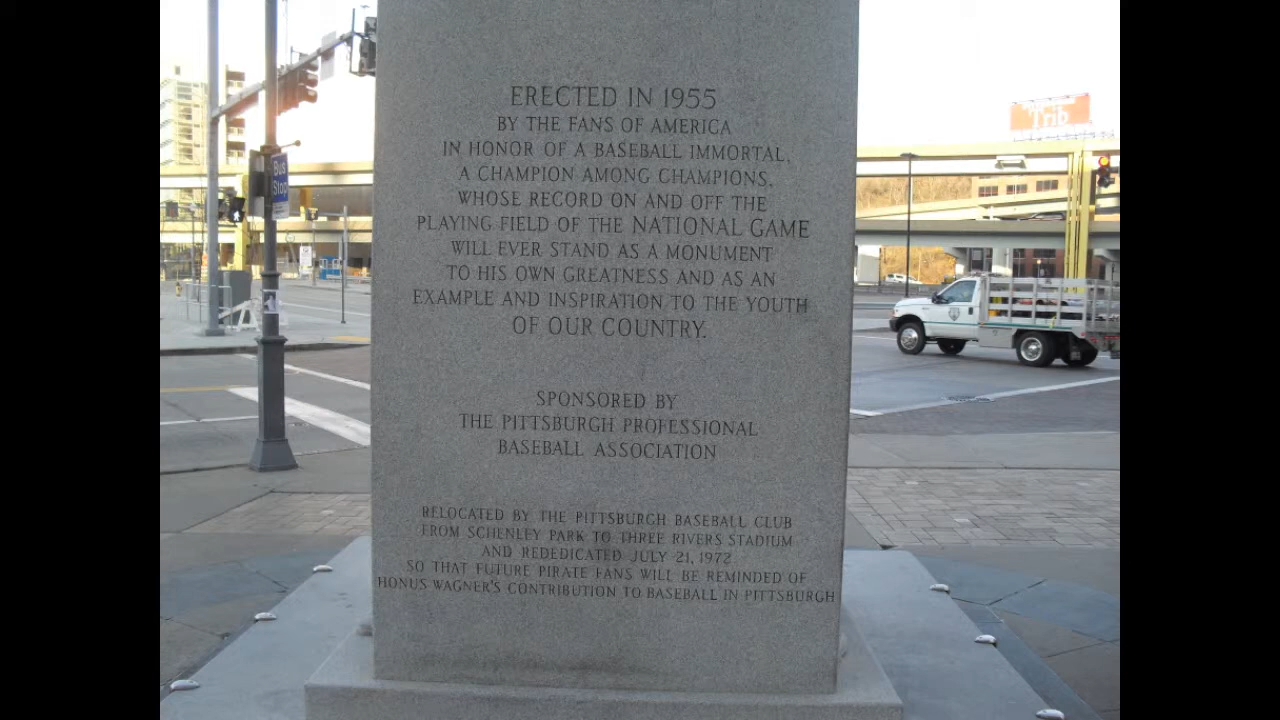 ERECTED IN 1955
BY THE FANS OF AMERICA
IN HONOR OF A BASEBALL IMMORTAL,
A CHAMPION AMONG CHAMPIONS,
WHOSE RECORD ON AND OFF THE
PLAYING FIELD OF THE NATIONAL GAME
WILL EVER STAND AS A MONUMENT
TO HIS OWN GREATNESS AND AS AN
EXAMPLE AND INSPIRATION TO THE YOUTH
OF OUR COUNTRY.
SPONSORED BY
THE PITTSBURGH PROFESSIONAL
BASEBALL ASSOCIATION
RELOCATED BY THE PITTSBURGH BASEBALL CLUB
FROM SCHENLEY PARK TO THREE RIVERS STADIUM
AND REDEDICATED JULY 21, 1972
SO THAT FUTURE PIRATE FANS WILL BE REMINDED OF
HONUS WAGNER'S CONTRIBUTION TO BASEBALL IN PITTSBURGH
Bus
Stop
Trib